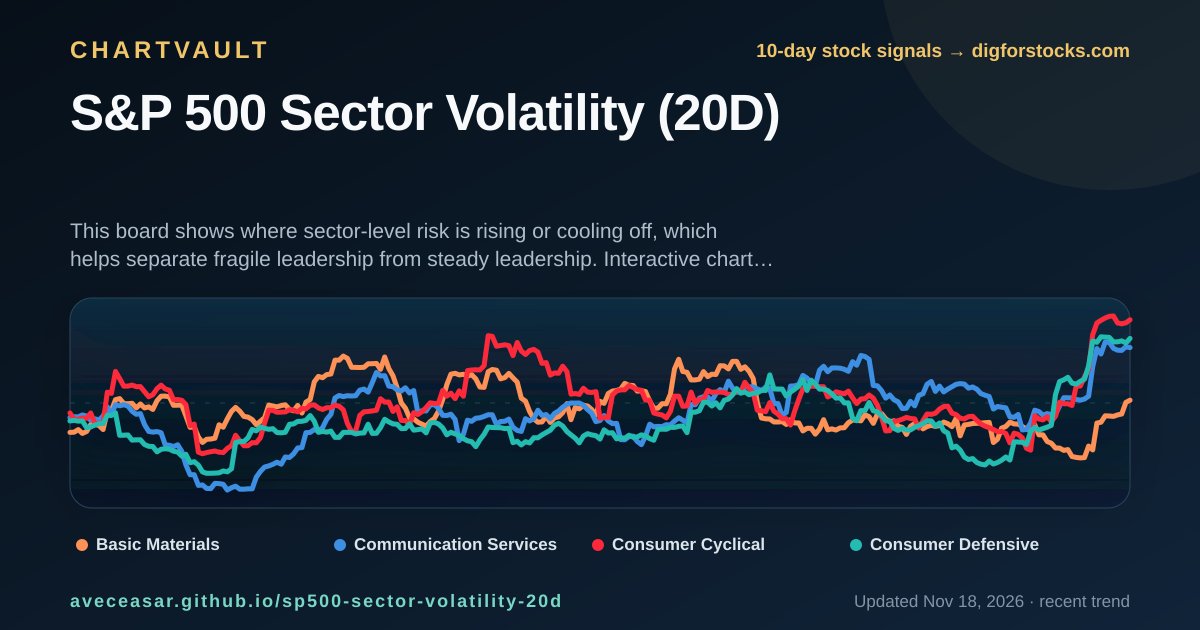 CHARTVAULT
10-day stock signals → digforstocks.com
S&P 500 Sector Volatility (20D)
This board shows where sector-level risk is rising or cooling off, which
helps separate fragile leadership from steady leadership. Interactive chart…
Basic Materials
Communication Services
Consumer Cyclical
Consumer Defensive
aveceasar.github.io/sp500-sector-volatility-20d
Updated Nov 18, 2026 · recent trend